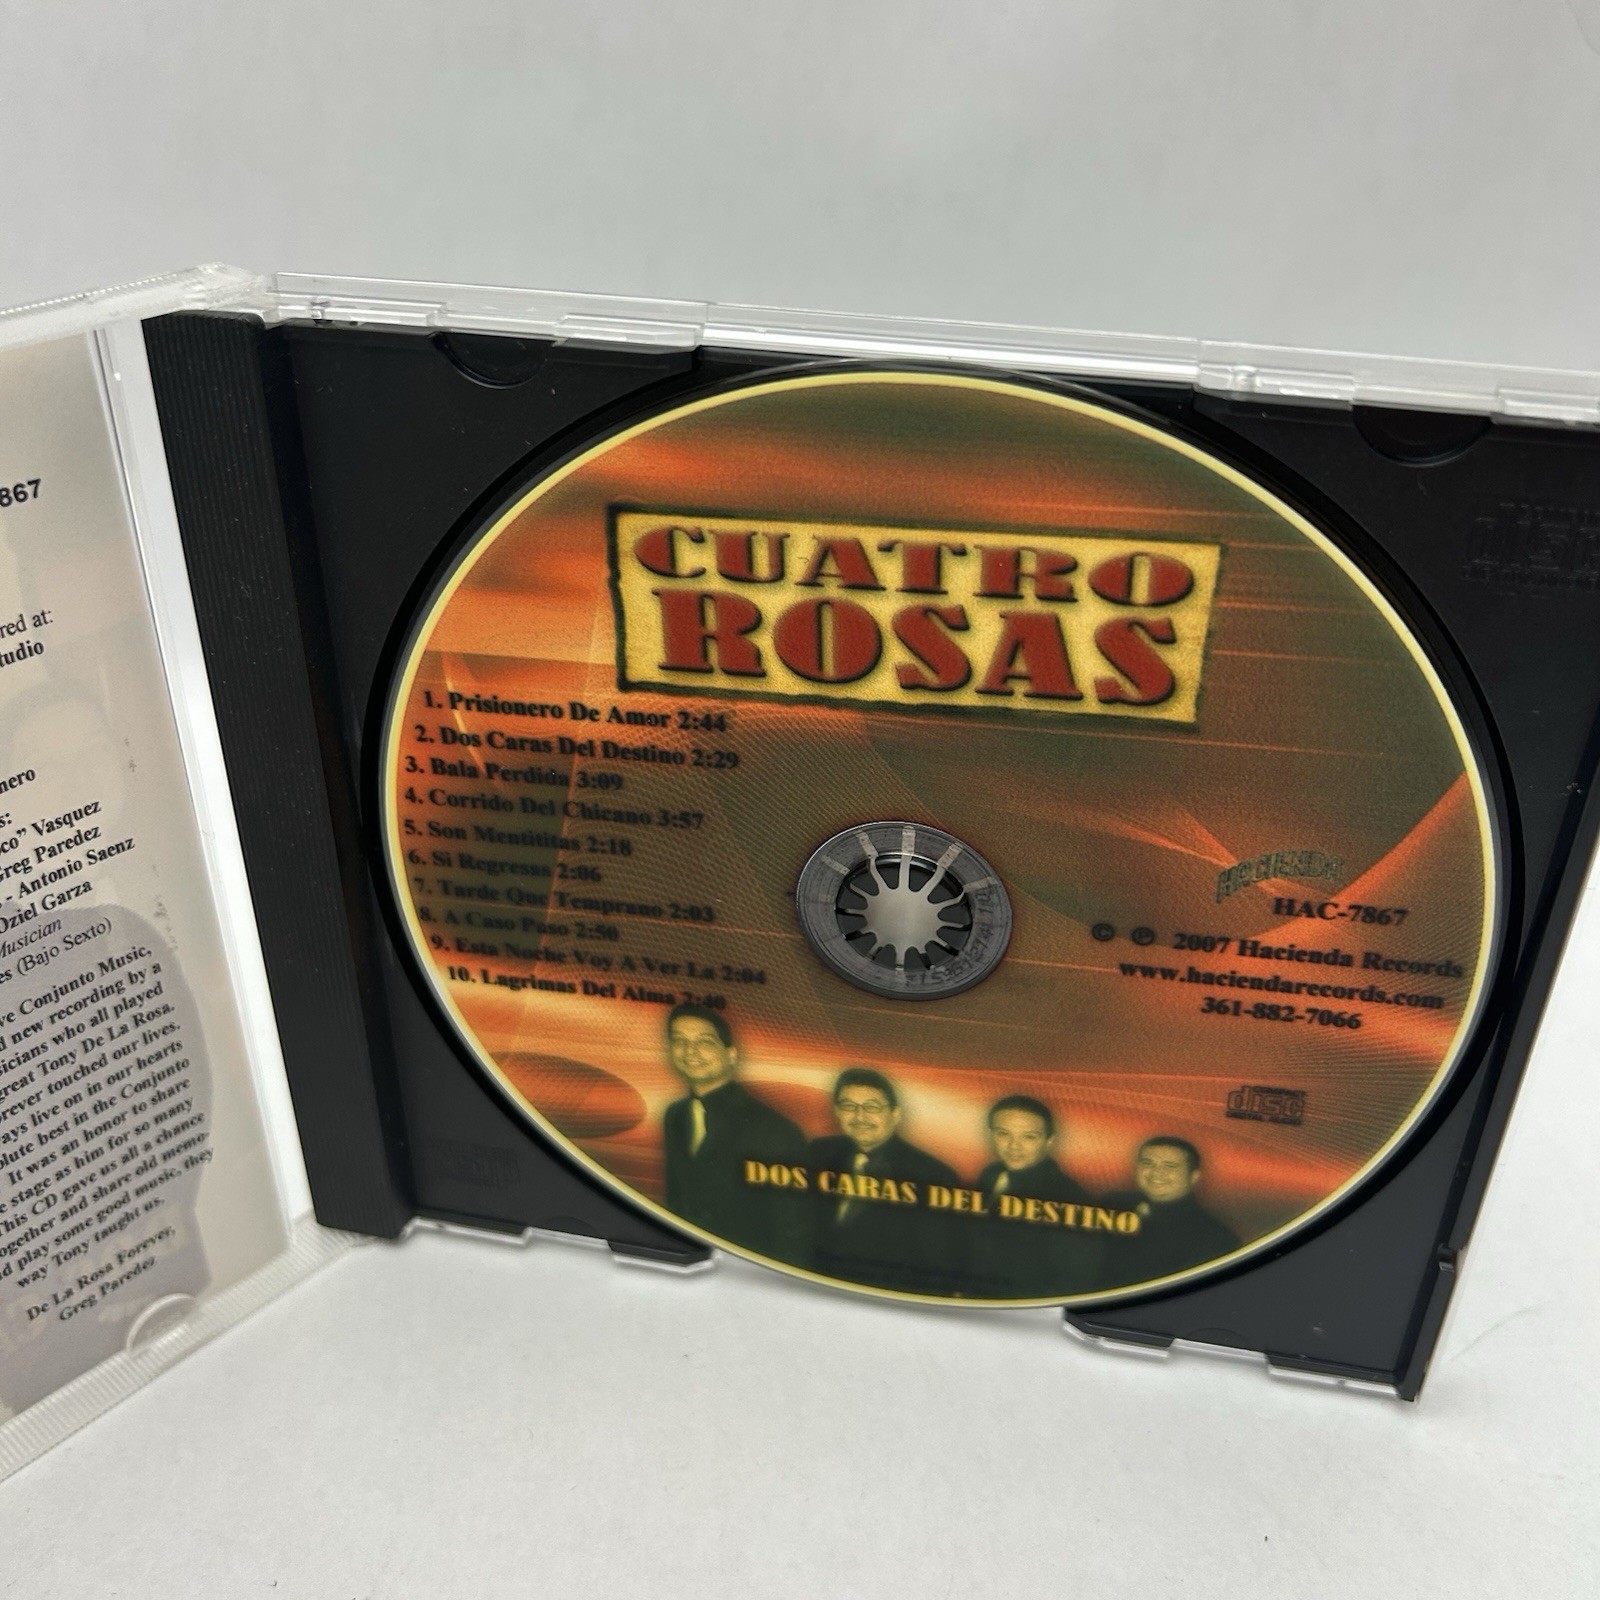 867
red at:
tudio
nero
s:
co" Vasquez
Greg Paredez
- Antonio Saenz
Oziel Garza
Musician
es (Bajo Sexto)
ve Conjunto Music,
d new recording by a
sicians who all played
great Tony De La Rosa.
rever touched our lives.
ays live on in our hearts
olute best in the Conjunto
It was an honor to share
e stage as him for so many
This CD gave us all a chance
ogether and share old memo-
d play some good music, they
way Tony taught us.
De La Rosa Forever,
Greg Paredez
CUATRO
ROSAS
1. Prisionero De Amor 2:44
2. Dos Caras Del Destino 2:29
3. Bala Perdida 3:09
4. Corrido Del Chicano 3:57
5. Son Mentititas 2:18
6. Si Regresas 2:06
7. Tarde Que Temprano 2:03
8. A Caso Paso 2:50
9. Esta Noche Voy A Ver La 2:04
10. Lagrimas Del Alma 2:40
HACIENDA
HAC-7867
© ℗ 2007 Hacienda Records
www.haciendarecords.com
361-882-7066
disc
DOS CARAS DEL DESTINO